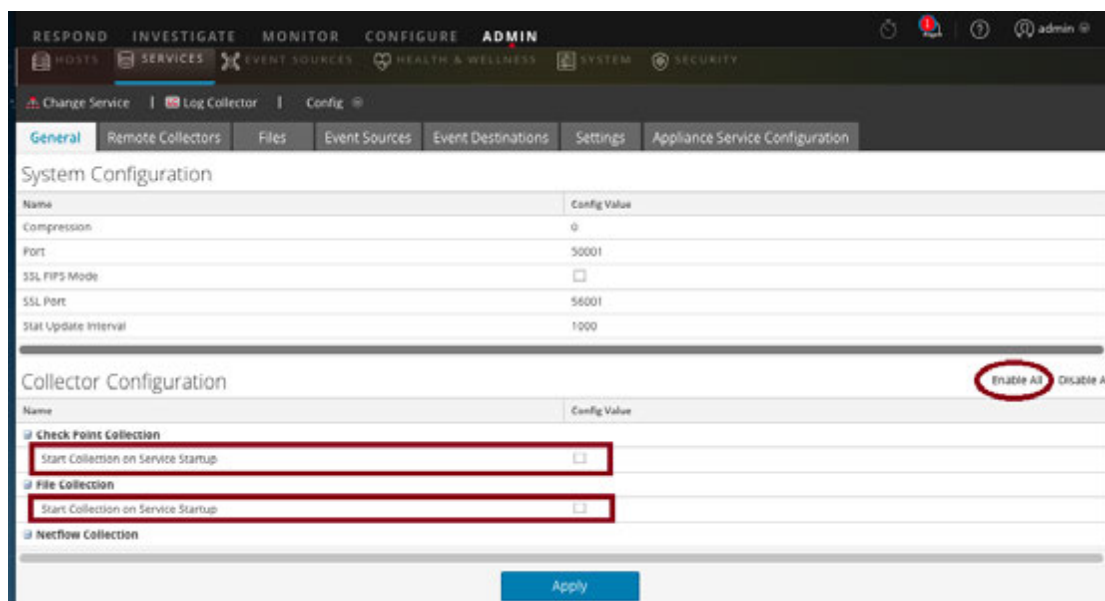 RESPOND INVESTIGATE MONITOR CONFIGURE ADMIN 1 admin
HOSTS SERVICES EVENT SOURCES HEALTH & WELLNESS SYSTEM SECURITY
Change Service | Log Collector | Config
General Remote Collectors Files Event Sources Event Destinations Settings Appliance Service Configuration
System Configuration
Name Config Value
Compression 0
Port 50001
SSL FIPS Mode
SSL Port 56001
Stat Update Interval 1000
Collector Configuration Enable All Disable A
Name Config Value
Check Point Collection
Start Collection on Service Startup
File Collection
Start Collection on Service Startup
Netflow Collection
Apply